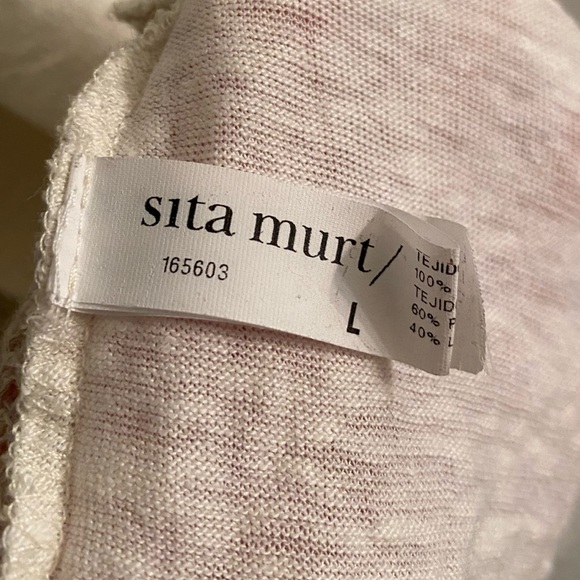 sita murt/
165603
L
TEJID
100%
TEJID
60% P
40% L